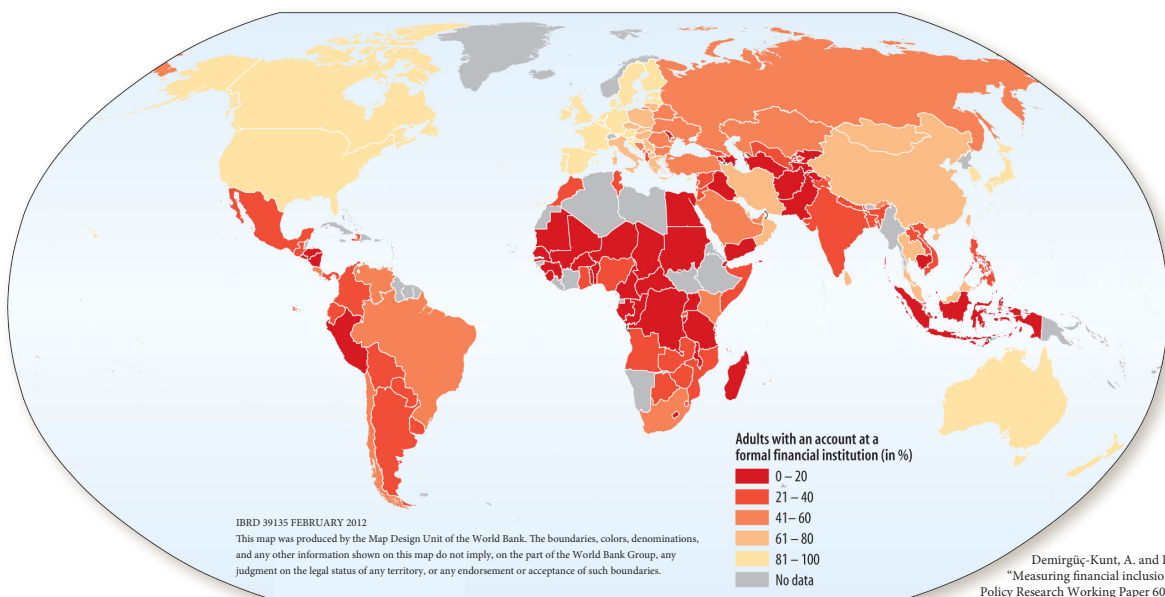 Adults with an account at a
formal financial institution (in %)
0 – 20
21 – 40
41 – 60
61 – 80
81 – 100
No data
IBRD 39135 FEBRUARY 2012
This map was produced by the Map Design Unit of the World Bank. The boundaries, colors, denominations,
and any other information shown on this map do not imply, on the part of the World Bank Group, any
judgment on the legal status of any territory, or any endorsement or acceptance of such boundaries.
Demirgüç-Kunt, A. and
“Measuring financial inclusion
Policy Research Working Paper 60